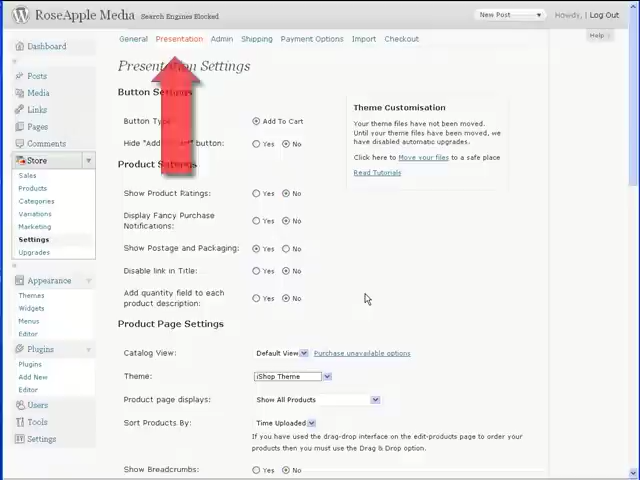 RoseApple Media Search Engines Blocked New Post Howdy, | Log Out
Help
General Presentation Admin Shipping Payment Options Import Checkout
Dashboard
Posts
Media
Links
Pages
Comments
Store
Sales
Products
Categories
Variations
Marketing
Settings
Upgrades
Appearance
Themes
Widgets
Menus
Editor
Plugins
Plugins
Add New
Editor
Users
Tools
Settings
Settings
Button
Button Type Add To Cart
Hide "Add button: Yes No
Product
Show Product Ratings: Yes No
Display Fancy Purchase
Notifications: Yes No
Show Postage and Packaging: Yes No
Disable link in Title: Yes No
Add quantity field to each
product description: Yes No
Product Page Settings
Catalog View: Default View Purchase unavailable options
Theme: iShop Theme
Product page displays: Show All Products
Sort Products By: Time Uploaded
If you have used the drag-drop interface on the edit-products page to order
your products then you must use the Drag & Drop option.
Show Breadcrumbs: Yes No
Theme Customisation
Your theme files have not been moved.
Until your theme files have been moved, we
have disabled automatic upgrades.
Click here to Move your files to a safe place
Read Tutorials